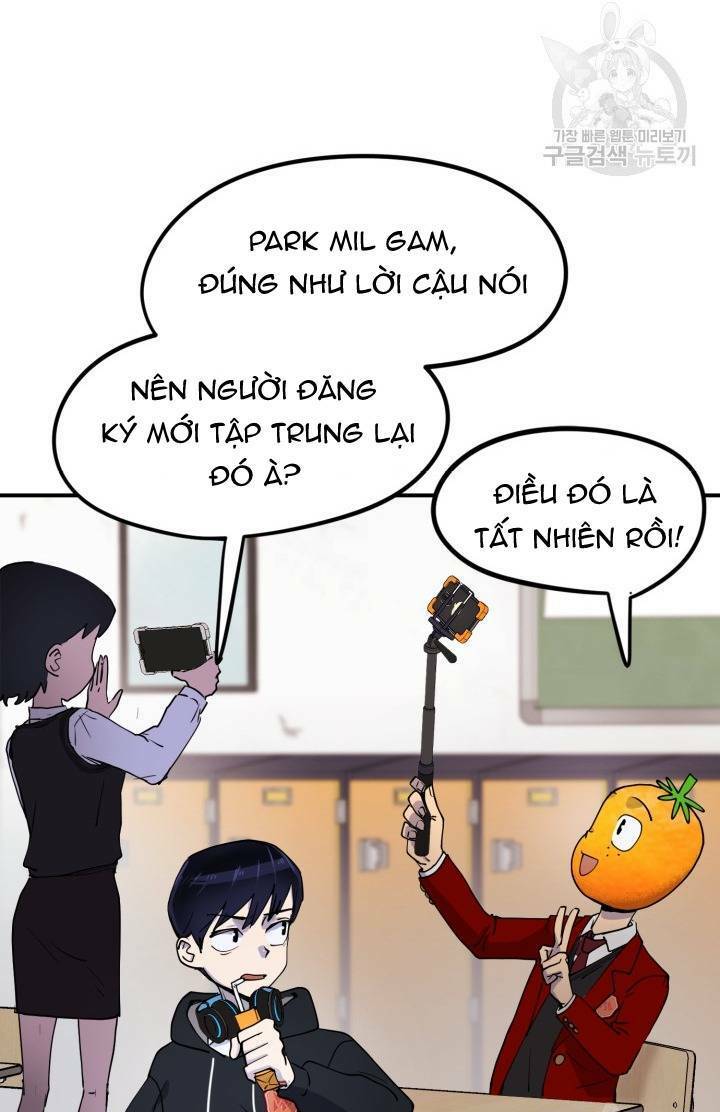 가장 빠른 웹툰 미리보기
구글검색 뉴토끼
PARK MIL GAM,
ĐÚNG NHƯ LỜI CẬU NÓI
NÊN NGƯỜI ĐĂNG
KÝ MỚI TẬP TRUNG LẠI
ĐÓ À?
ĐIỀU ĐÓ LÀ
TẤT NHIÊN RỒI!